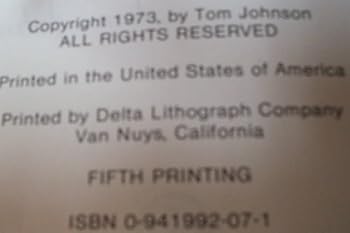 Copyright 1973, by Tom Johnson
ALL RIGHTS RESERVED
Printed in the United States of America
Printed by Delta Lithograph Company
Van Nuys, California
FIFTH PRINTING
ISBN 0-941992-07-1